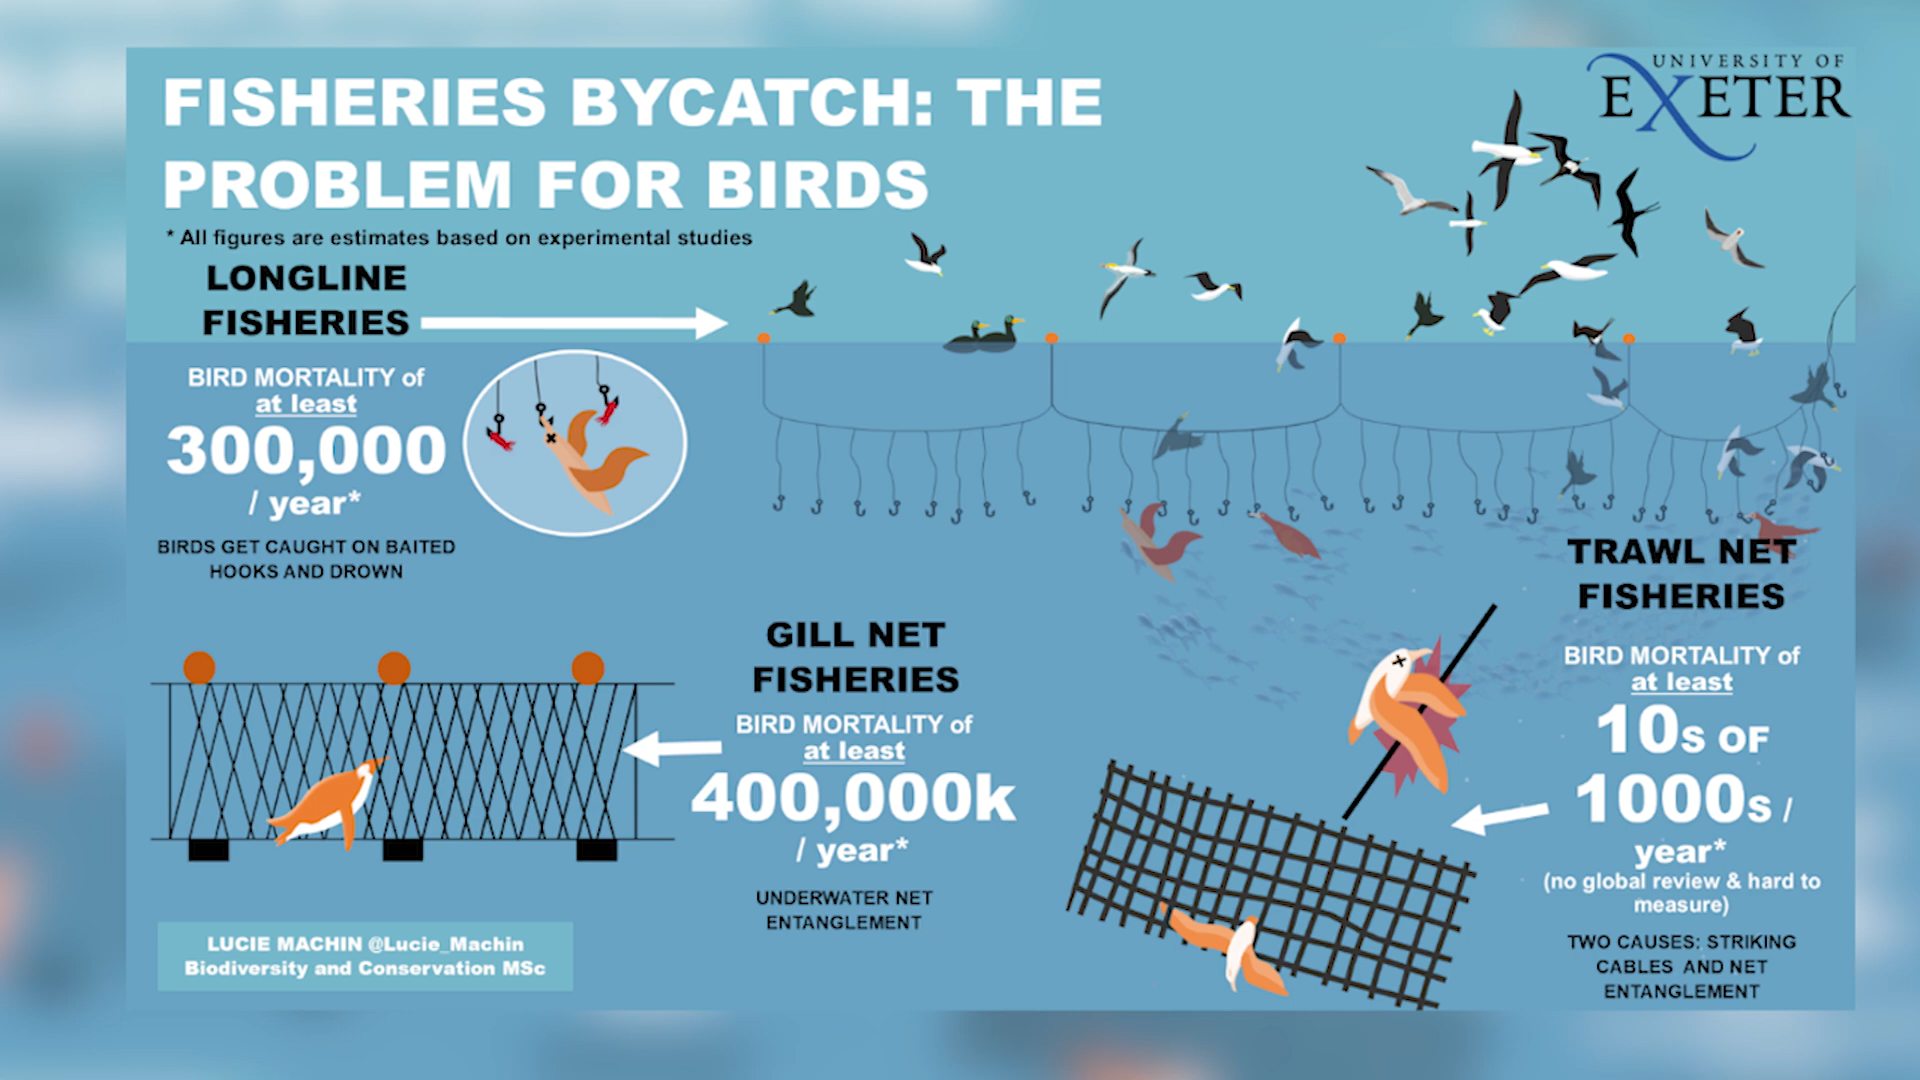 UNIVERSITY OF
EXETER
FISHERIES BYCATCH: THE
PROBLEM FOR BIRDS
* All figures are estimates based on experimental studies
LONGLINE
FISHERIES
BIRD MORTALITY of
at least
300,000
/ year*
BIRDS GET CAUGHT ON BAITED
HOOKS AND DROWN
GILL NET
FISHERIES
BIRD MORTALITY of
at least
400,000k
/ year*
UNDERWATER NET
ENTANGLEMENT
TRAWL NET
FISHERIES
BIRD MORTALITY of
at least
10s OF
1000s /
year*
(no global review & hard to
measure)
TWO CAUSES: STRIKING
CABLES AND NET
ENTANGLEMENT
LUCIE MACHIN @Lucie_Machin
Biodiversity and Conservation MSc